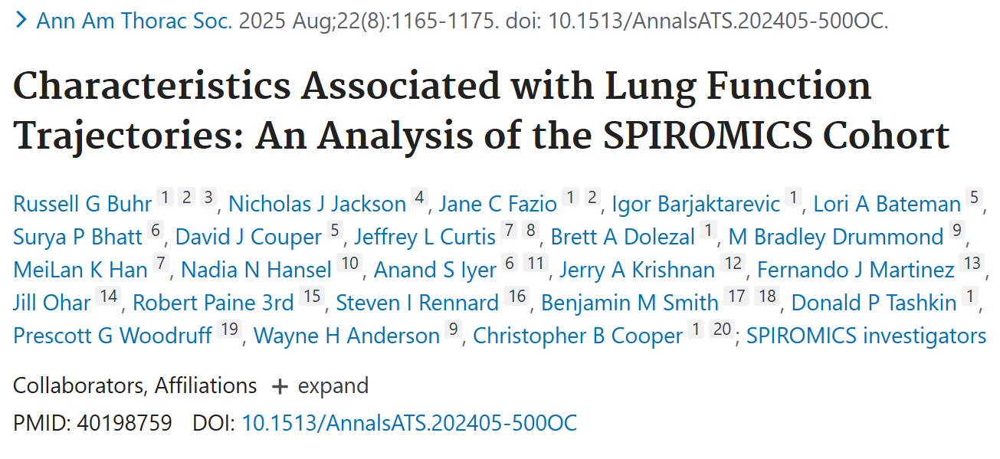 > Ann Am Thorac Soc. 2025 Aug;22(8):1165-1175. doi: 10.1513/AnnalsATS.202405-500OC.
Characteristics Associated with Lung Function
Trajectories: An Analysis of the SPIROMICS Cohort
Russell G Buhr 1 2 3, Nicholas J Jackson 4, Jane C Fazio 1 2, Igor Barjaktarevic 1, Lori A Bateman 5,
Surya P Bhatt 6, David J Couper 5, Jeffrey L Curtis 7 8, Brett A Dolezal 1, M Bradley Drummond 9,
MeiLan K Han 7, Nadia N Hansel 10, Anand S Iyer 6 11, Jerry A Krishnan 12, Fernando J Martinez 13,
Jill Ohar 14, Robert Paine 3rd 15, Steven I Rennard 16, Benjamin M Smith 17 18, Donald P Tashkin 1,
Prescott G Woodruff 19, Wayne H Anderson 9, Christopher B Cooper 1 20; SPIROMICS investigators
Collaborators, Affiliations + expand
PMID: 40198759 DOI: 10.1513/AnnalsATS.202405-500OC